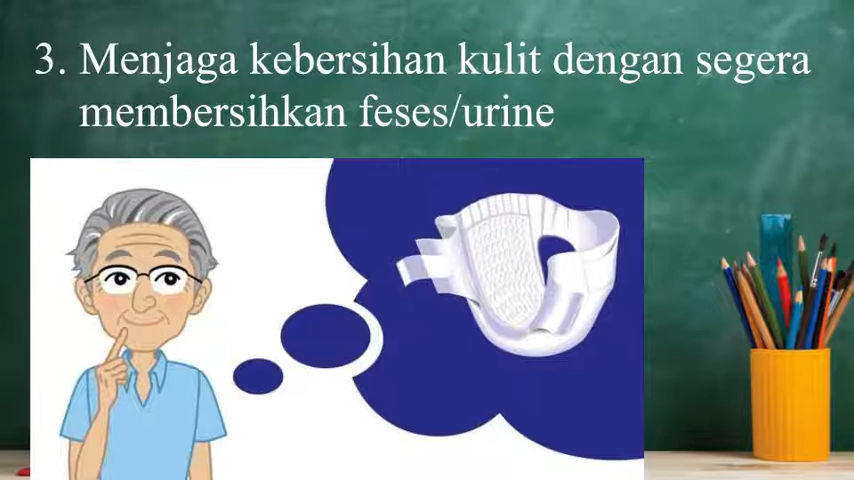 3. Menjaga kebersihan kulit dengan segera
membersihkan feses/urine